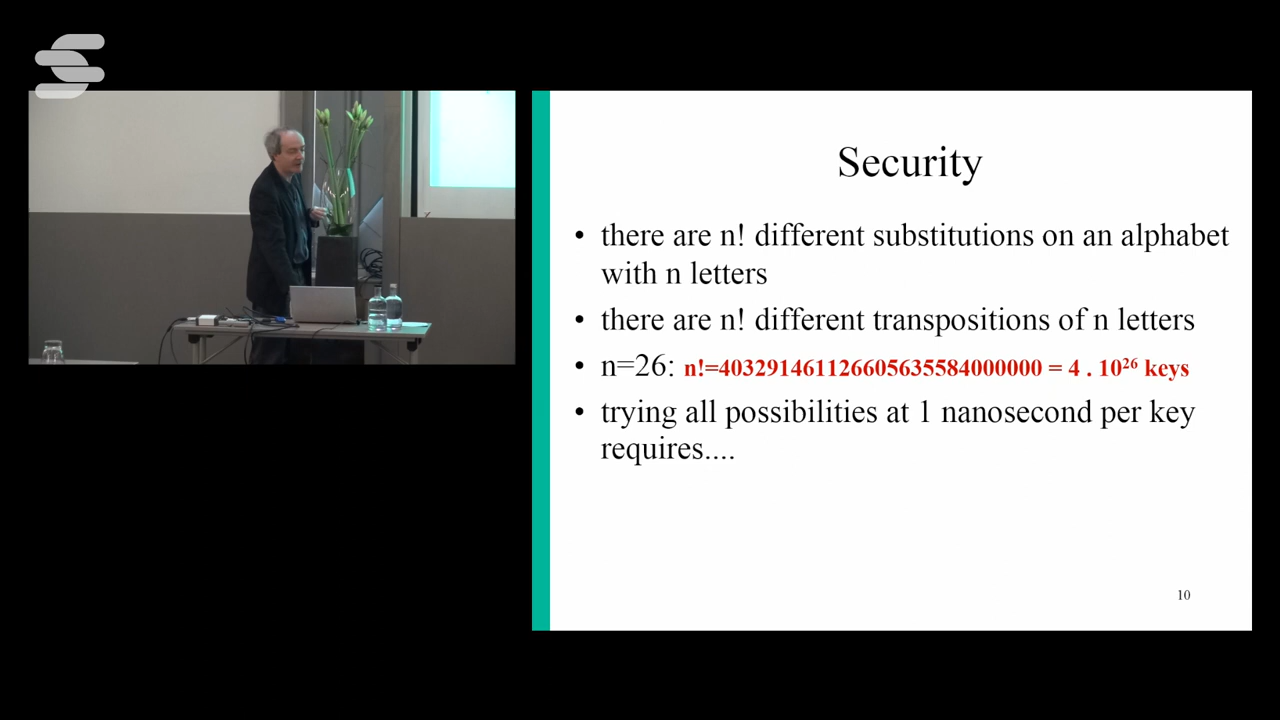 Security
• there are n! different substitutions on an alphabet
with n letters
• there are n! different transpositions of n letters
• n=26: n!=403291461126605635584000000 = 4 . 10²⁶ keys
• trying all possibilities at 1 nanosecond per key
requires....
10